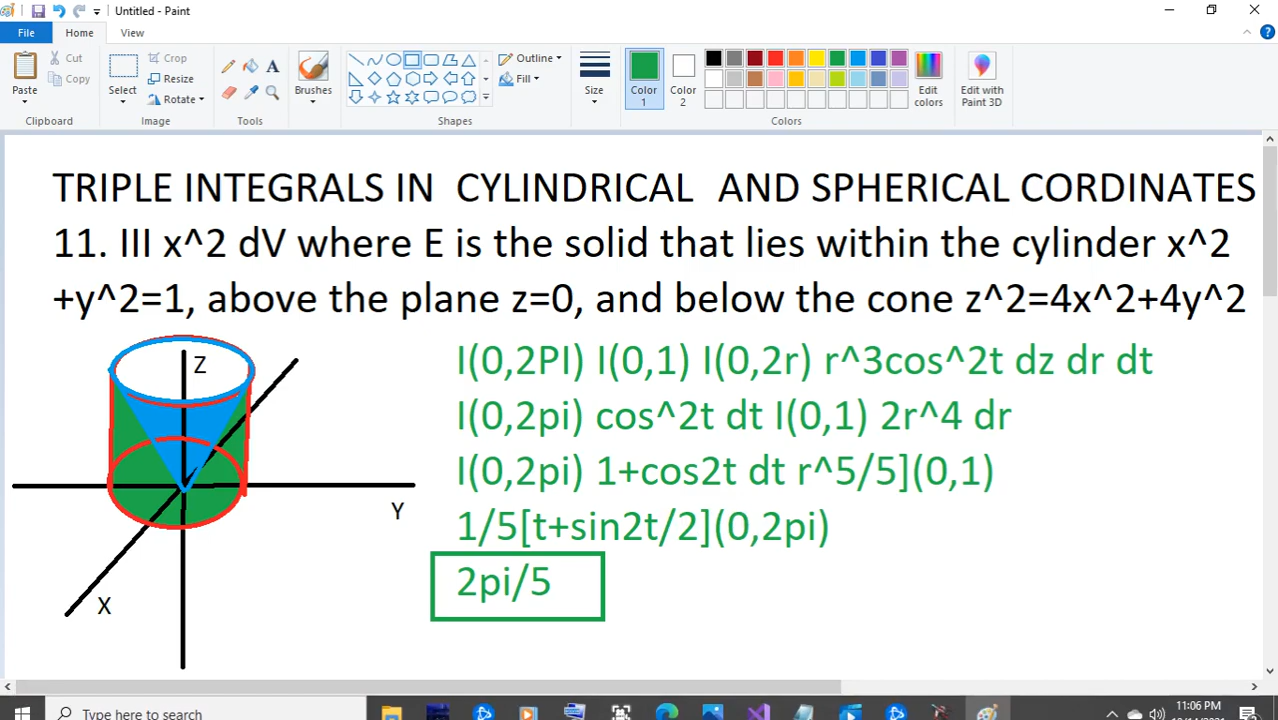 Untitled - Paint
File Home View
Paste
Cut
Copy
Clipboard
Select
Crop
Resize
Rotate
Image
Tools
Brushes
Shapes
Outline
Fill
Size
Color 1
Color 2
Edit colors
Colors
Edit with Paint 3D
TRIPLE INTEGRALS IN CYLINDRICAL AND SPHERICAL CORDINATES
11. III x^2 dV where E is the solid that lies within the cylinder x^2
+y^2=1, above the plane z=0, and below the cone z^2=4x^2+4y^2
Z
Y
X
I(0,2PI) I(0,1) I(0,2r) r^3cos^2t dz dr dt
I(0,2pi) cos^2t dt I(0,1) 2r^4 dr
I(0,2pi) 1+cos2t dt r^5/5](0,1)
1/5[t+sin2t/2](0,2pi)
2pi/5
Type here to search
11:06 PM